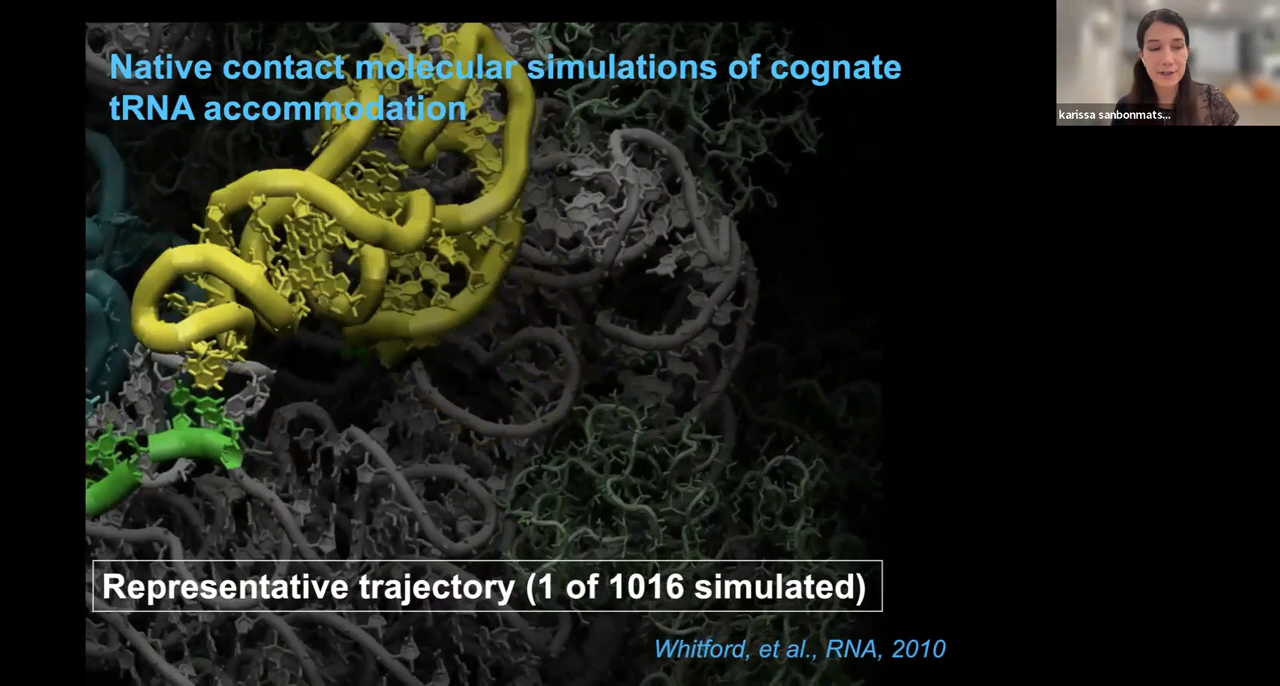 Native contact molecular simulations of cognate
tRNA accommodation
karissa sanbonmats...
Representative trajectory (1 of 1016 simulated)
Whitford, et al., RNA, 2010